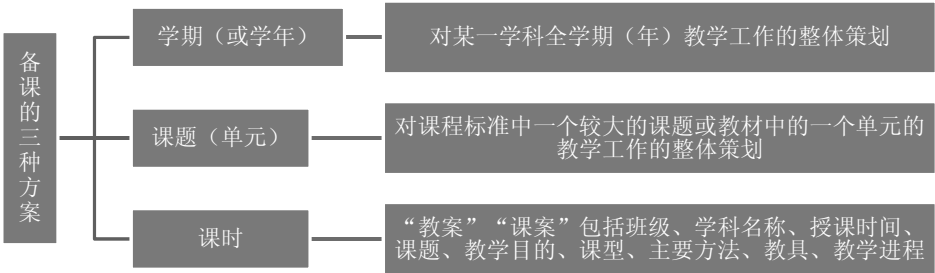 备课的三种方案
学期（或学年）
对某一学科全学期（年）教学工作的整体策划
课题（单元）
对课程标准中一个较大的课题或教材中的一个单元的
教学工作的整体策划
课时
“教案”“课案”包括班级、学科名称、授课时间、
课题、教学目的、课型、主要方法、教具、教学进程